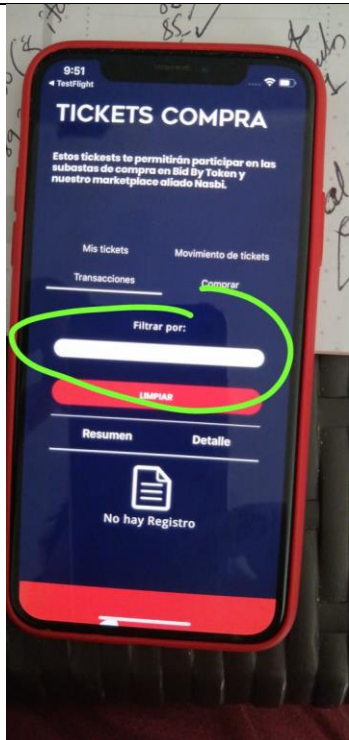 85 ✓
9:51
◂ TestFlight
TICKETS COMPRA
Estos tickests te permitirán participar en las
subastas de compra en Bid By Token y
nuestro marketplace aliado Nasbi.
Mis tickets
Movimiento de tickets
Transacciones
Comprar
Filtrar por:
LIMPIAR
Resumen
Detalle
No hay Registro